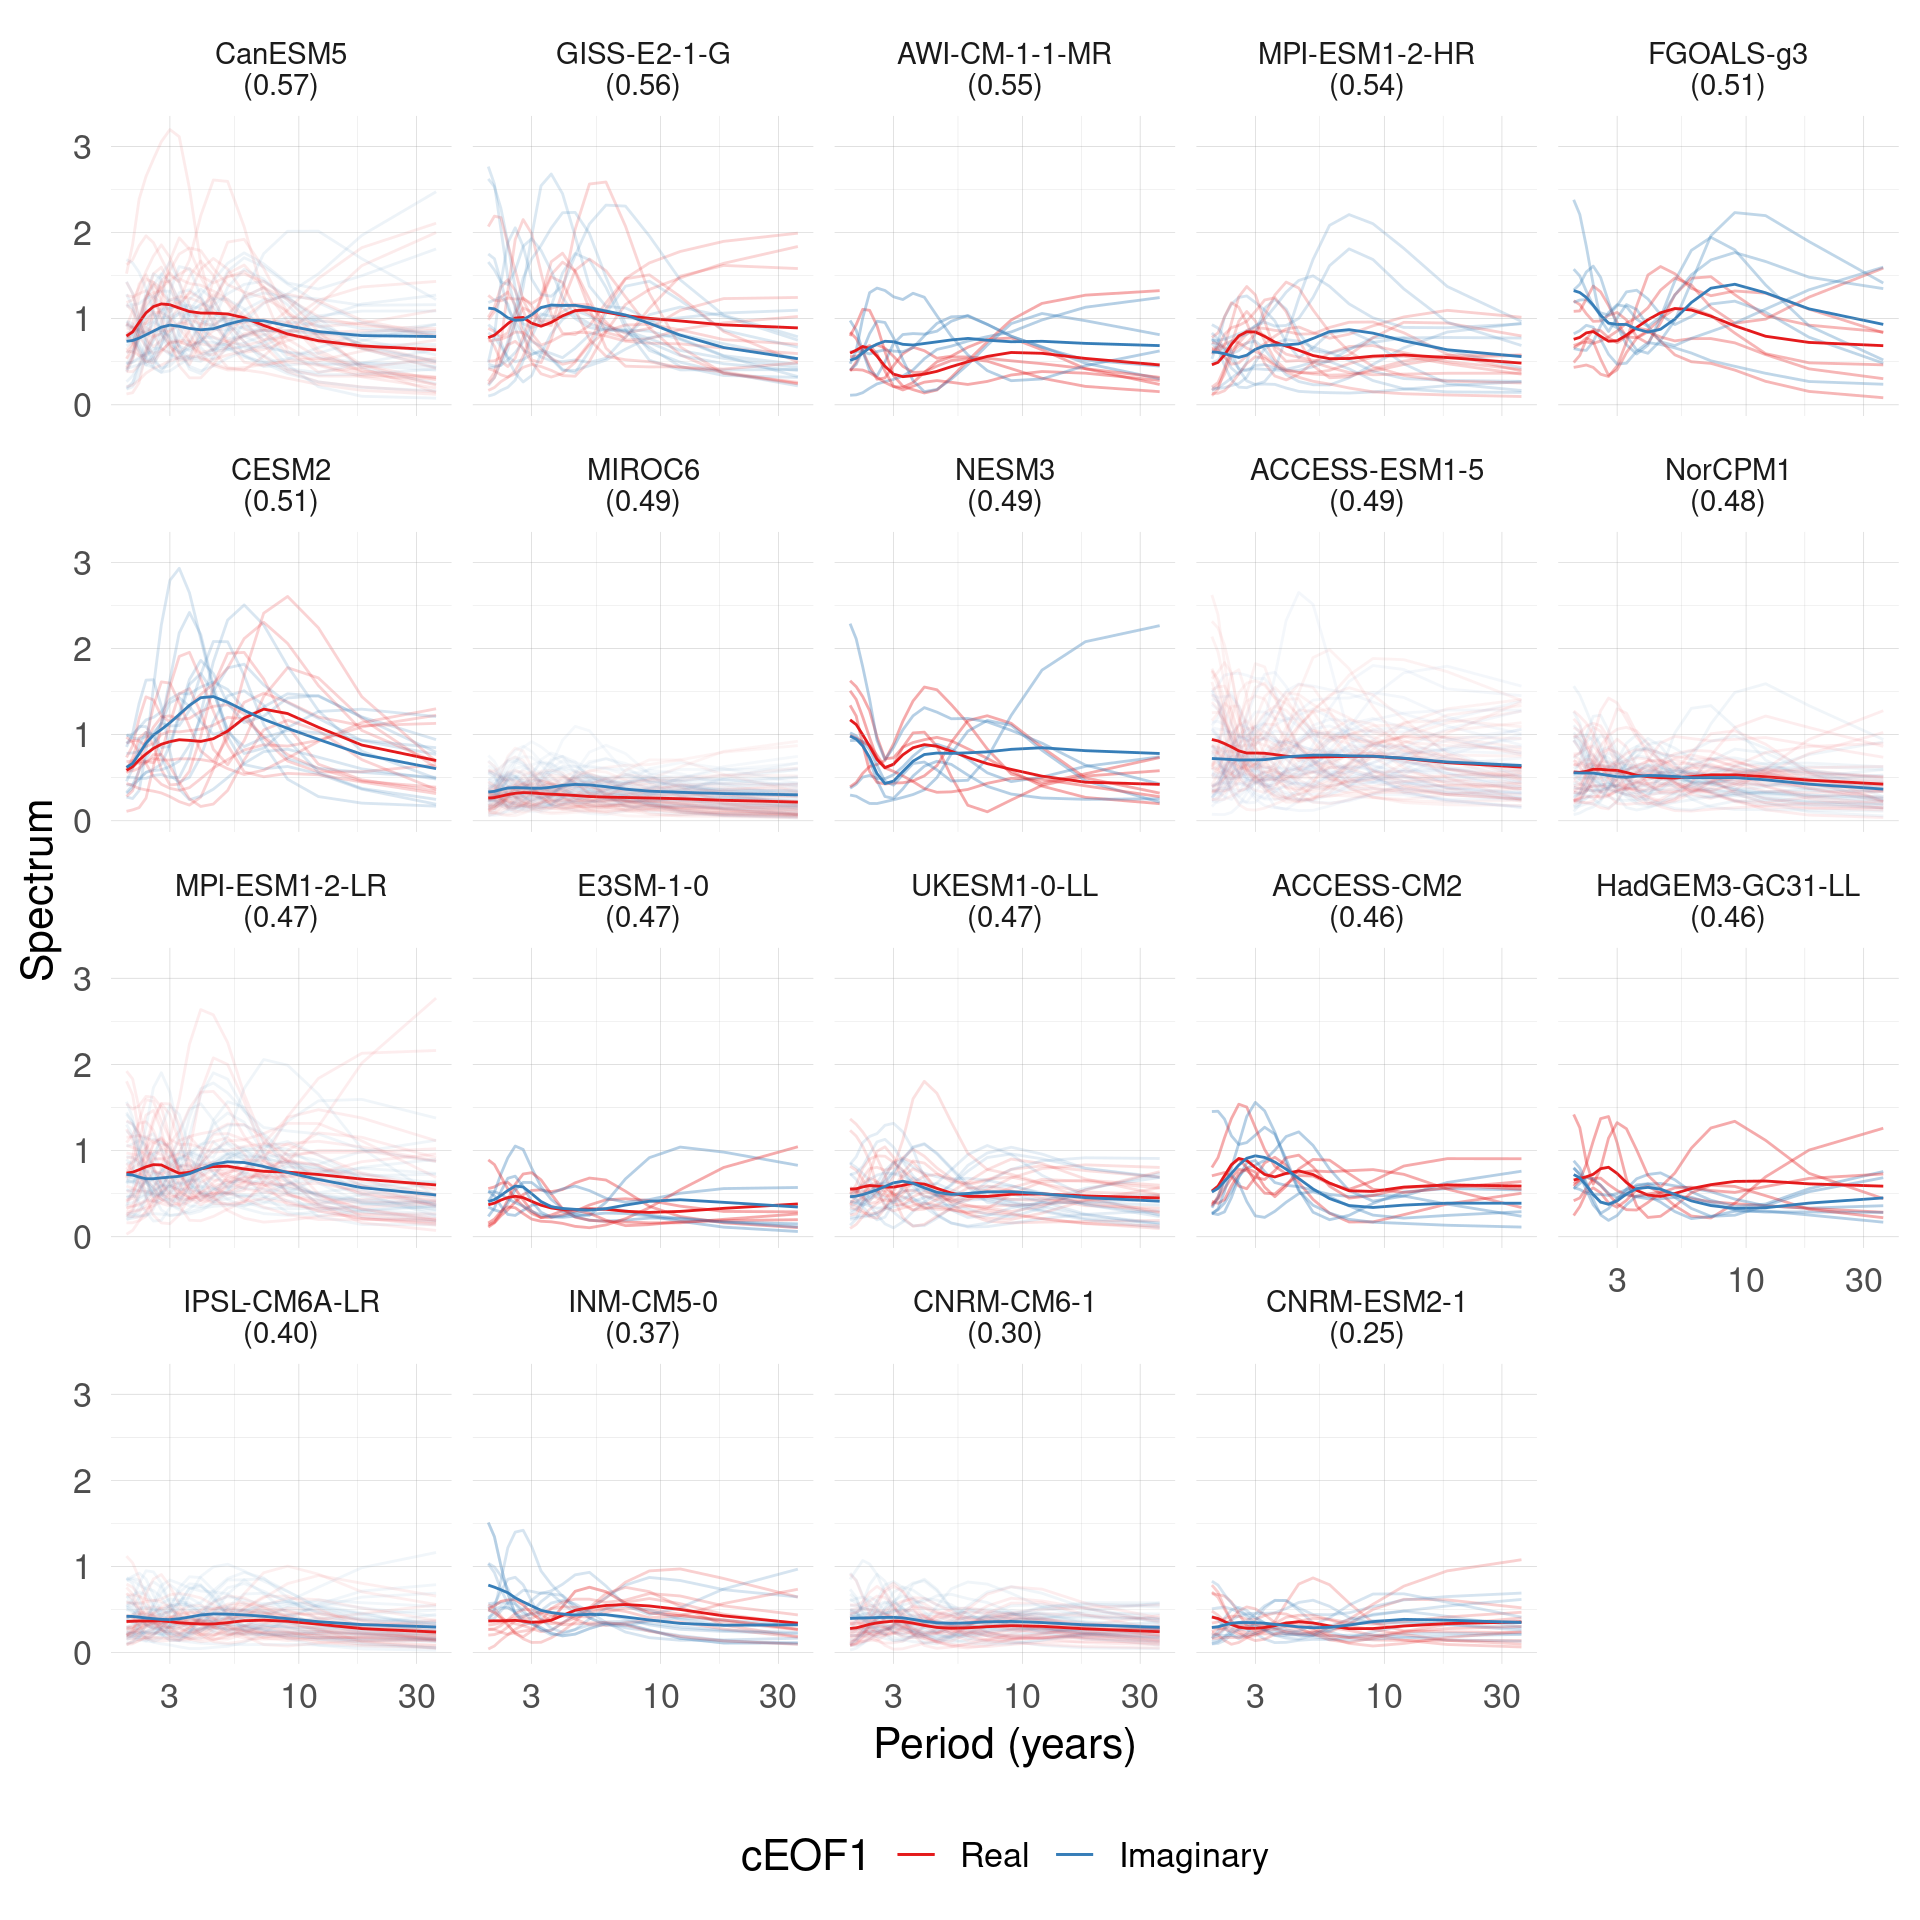 CanESM5 GISS-E2-1-G AWI-CM-1-1-MR MPI-ESM1-2-HR FGOALS-g3
(0.57) (0.56) (0.55) (0.54) (0.51)
3
2
1
0
CESM2 MIROC6 NESM3 ACCESS-ESM1-5 NorCPM1
(0.51) (0.49) (0.49) (0.49) (0.48)
3
2
1
0
Spectrum
MPI-ESM1-2-LR E3SM-1-0 UKESM1-0-LL ACCESS-CM2 HadGEM3-GC31-LL
(0.47) (0.47) (0.47) (0.46) (0.46)
3
2
1
0
3 10 30
IPSL-CM6A-LR INM-CM5-0 CNRM-CM6-1 CNRM-ESM2-1
(0.40) (0.37) (0.30) (0.25)
3
2
1
0
3 10 30 3 10 30 3 10 30 3 10 30
Period (years)
cEOF1 Real Imaginary